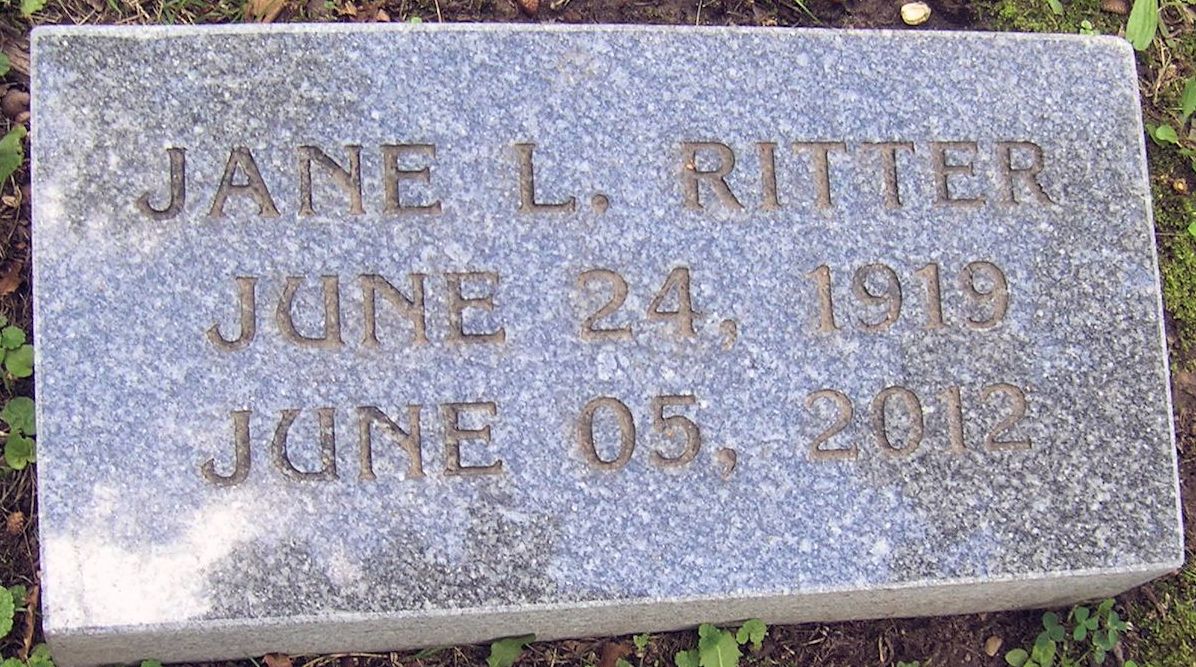 JANE L. RITTER
JUNE 24, 1919
JUNE 05, 2012